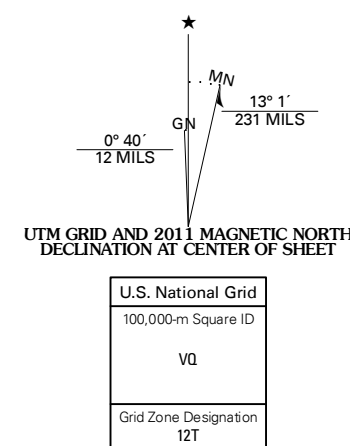 ★
MN
GN
13° 1´
231 MILS
0° 40´
12 MILS
UTM GRID AND 2011 MAGNETIC NORTH
DECLINATION AT CENTER OF SHEET
U.S. National Grid
100,000-m Square ID
VQ
Grid Zone Designation
12T